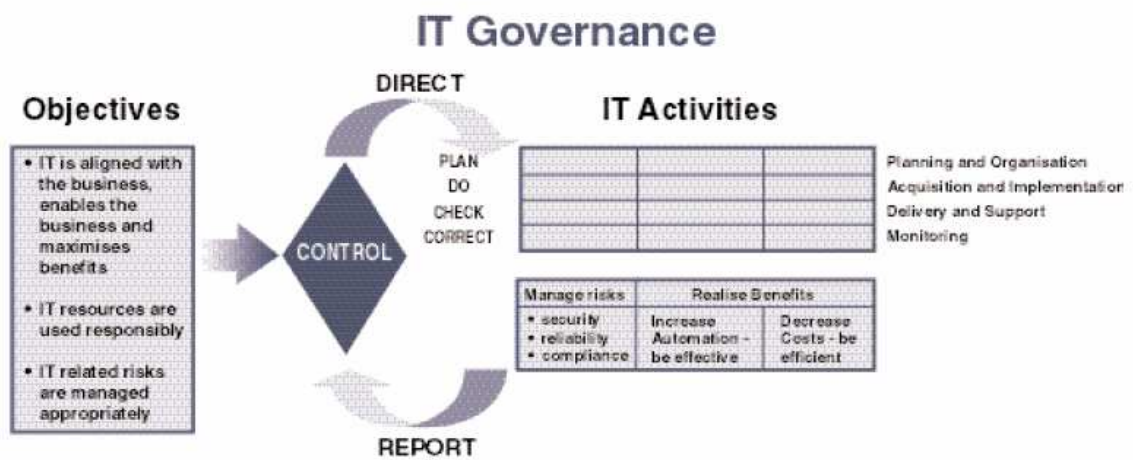 IT Governance
Objectives
• IT is aligned with
the business,
enables the
business and
maximises
benefits
• IT resources are
used responsibly
• IT related risks
are managed
appropriately
CONTROL
DIRECT
PLAN
DO
CHECK
CORRECT
IT Activities
Planning and Organisation
Acquisition and Implementation
Delivery and Support
Monitoring
Manage risks
• security
• reliability
• compliance
Realise Benefits
Increase
Automation -
be effective
Decrease
Costs - be
efficient
REPORT